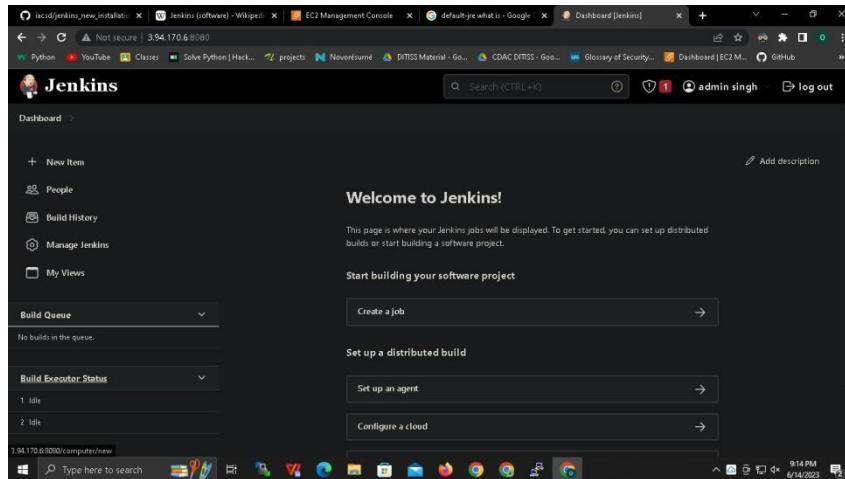 iacsd/jenkins_new_installatio
Jenkins (software) - Wikipedi
EC2 Management Console
default-jre what is - Google
Dashboard [Jenkins]
Not secure | 3.94.170.6:8080
Python
YouTube
Classes
Solve Python | Hack...
projects
Novorésumé
DITISS Material - Go...
CDAC DITISS - Goo...
Glossary of Security...
Dashboard | EC2 M...
GitHub
Jenkins
Search (CTRL+K)
1
admin singh
log out
Dashboard
New Item
Add description
People
Build History
Manage Jenkins
My Views
Build Queue
No builds in the queue.
Build Executor Status
1 Idle
2 Idle
Welcome to Jenkins!
This page is where your Jenkins jobs will be displayed. To get started, you can set up distributed
builds or start building a software project.
Start building your software project
Create a job
Set up a distributed build
Set up an agent
Configure a cloud
3.94.170.6:8080/computer/new
Type here to search
9:14 PM
6/14/2023